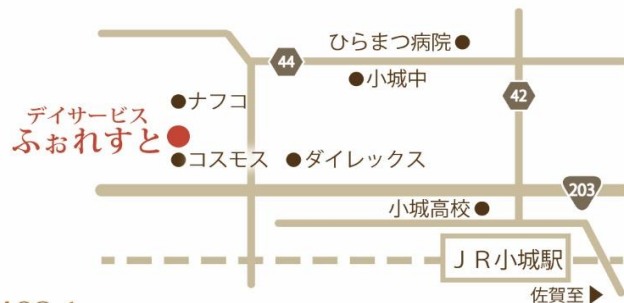 ひらまつ病院
44
小城中
42
ナフコ
デイサービス
ふぉれすと
コスモス
ダイレックス
203
小城高校
JR小城駅
佐賀至▶